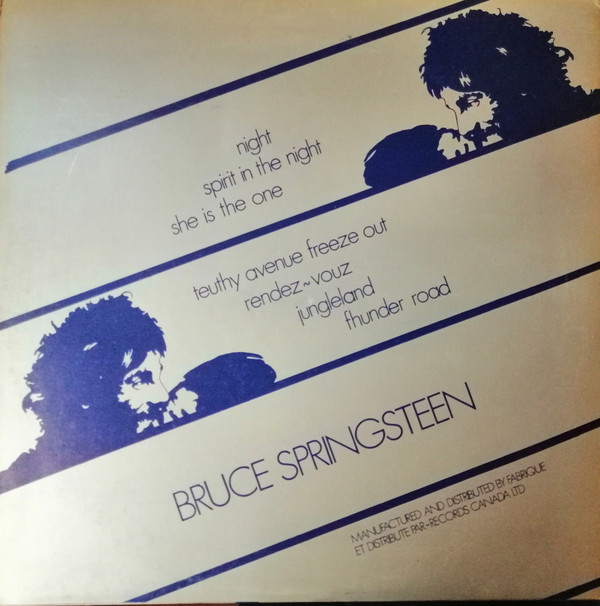 night
spirit in the night
she is the one
teuthy avenue freeze out
rendez~vouz
jungleland
fhunder road
BRUCE SPRINGSTEEN
MANUFACTURED AND DISTRIBUTED BY FABRIQUE
ET DISTRIBUTE PAR-RECORDS CANADA LTD